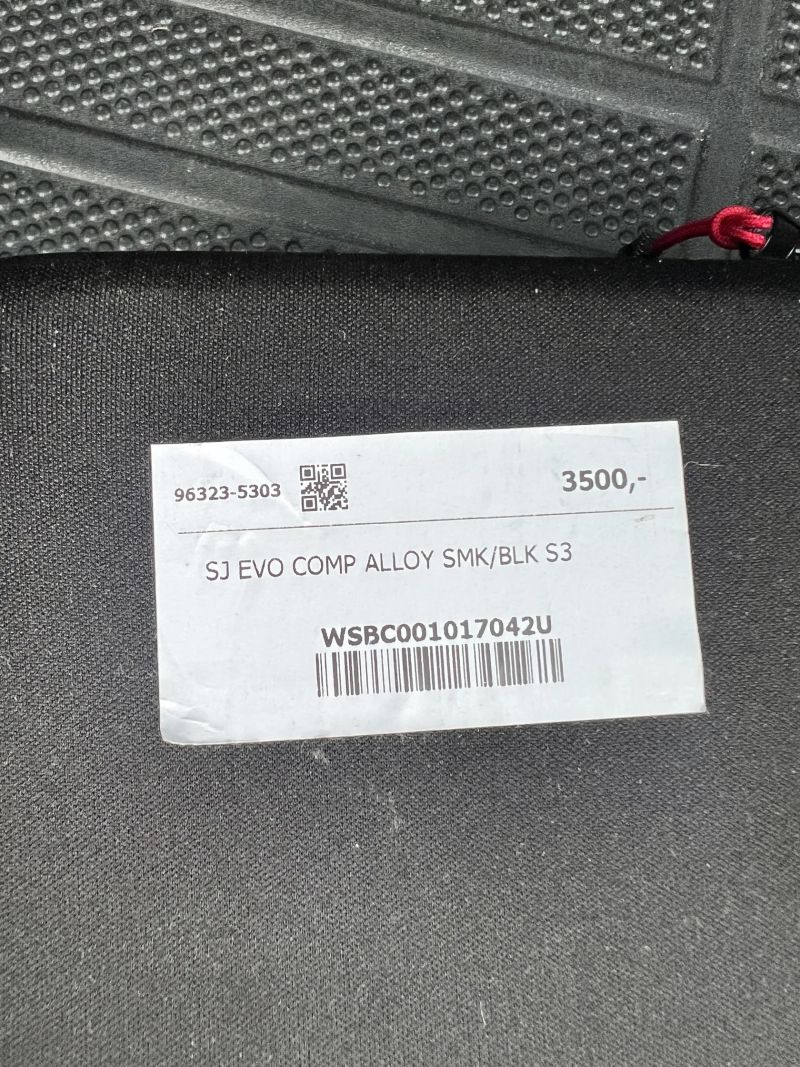 96323-5303 3500,-
SJ EVO COMP ALLOY SMK/BLK S3
WSBC001017042U